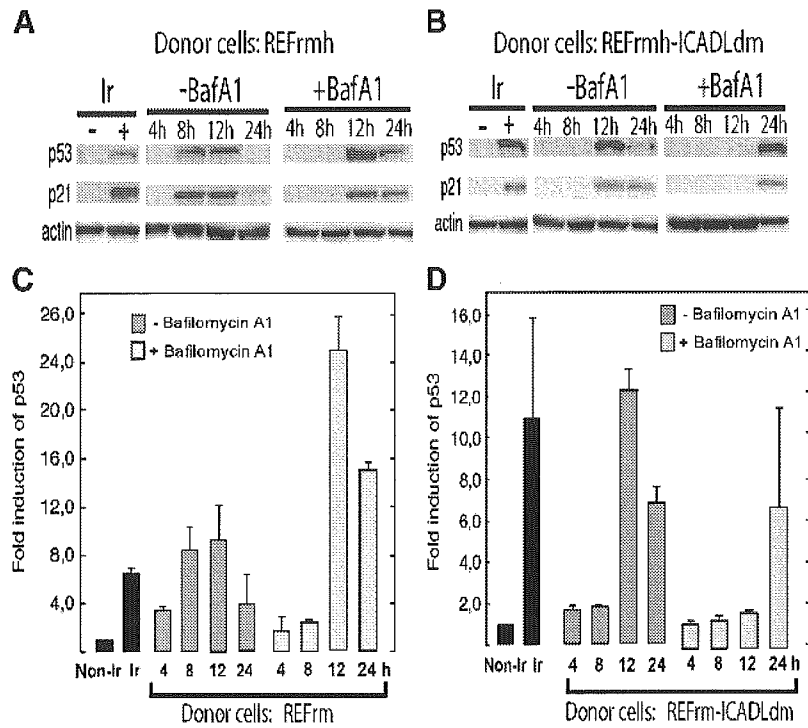 A
Donor cells: REFrmh
Ir -BafA1 +BafA1
- + 4h 8h 12h 24h 4h 8h 12h 24h
p53
p21
actin
B
Donor cells: REFrmh-ICADLdm
Ir -BafA1 +BafA1
- + 4h 8h 12h 24h 4h 8h 12h 24h
p53
p21
actin
C
Fold induction of p53
26,0
24,0
20,0
16,0
12,0
8,0
4,0
- Bafilomycin A1
+ Bafilomycin A1
Non-Ir Ir 4 8 12 24 4 8 12 24 h
Donor cells: REFrm
D
Fold induction of p53
16,0
14,0
12,0
10,0
8,0
6,0
4,0
2,0
- Bafilomycin A1
+ Bafilomycin A1
Non-Ir Ir 4 8 12 24 4 8 12 24 h
Donor cells: REFrm-ICADLdm